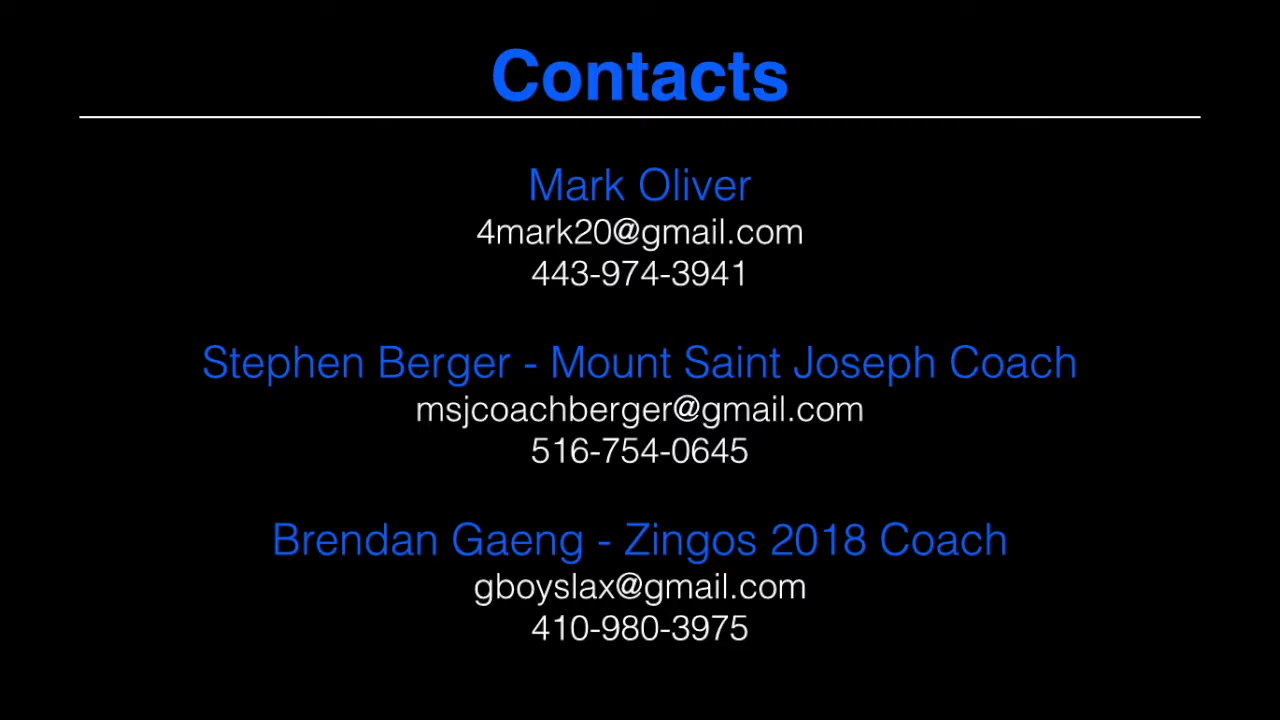 Contacts
Mark Oliver
4mark20@gmail.com
443-974-3941
Stephen Berger - Mount Saint Joseph Coach
msjcoachberger@gmail.com
516-754-0645
Brendan Gaeng - Zingos 2018 Coach
gboyslax@gmail.com
410-980-3975